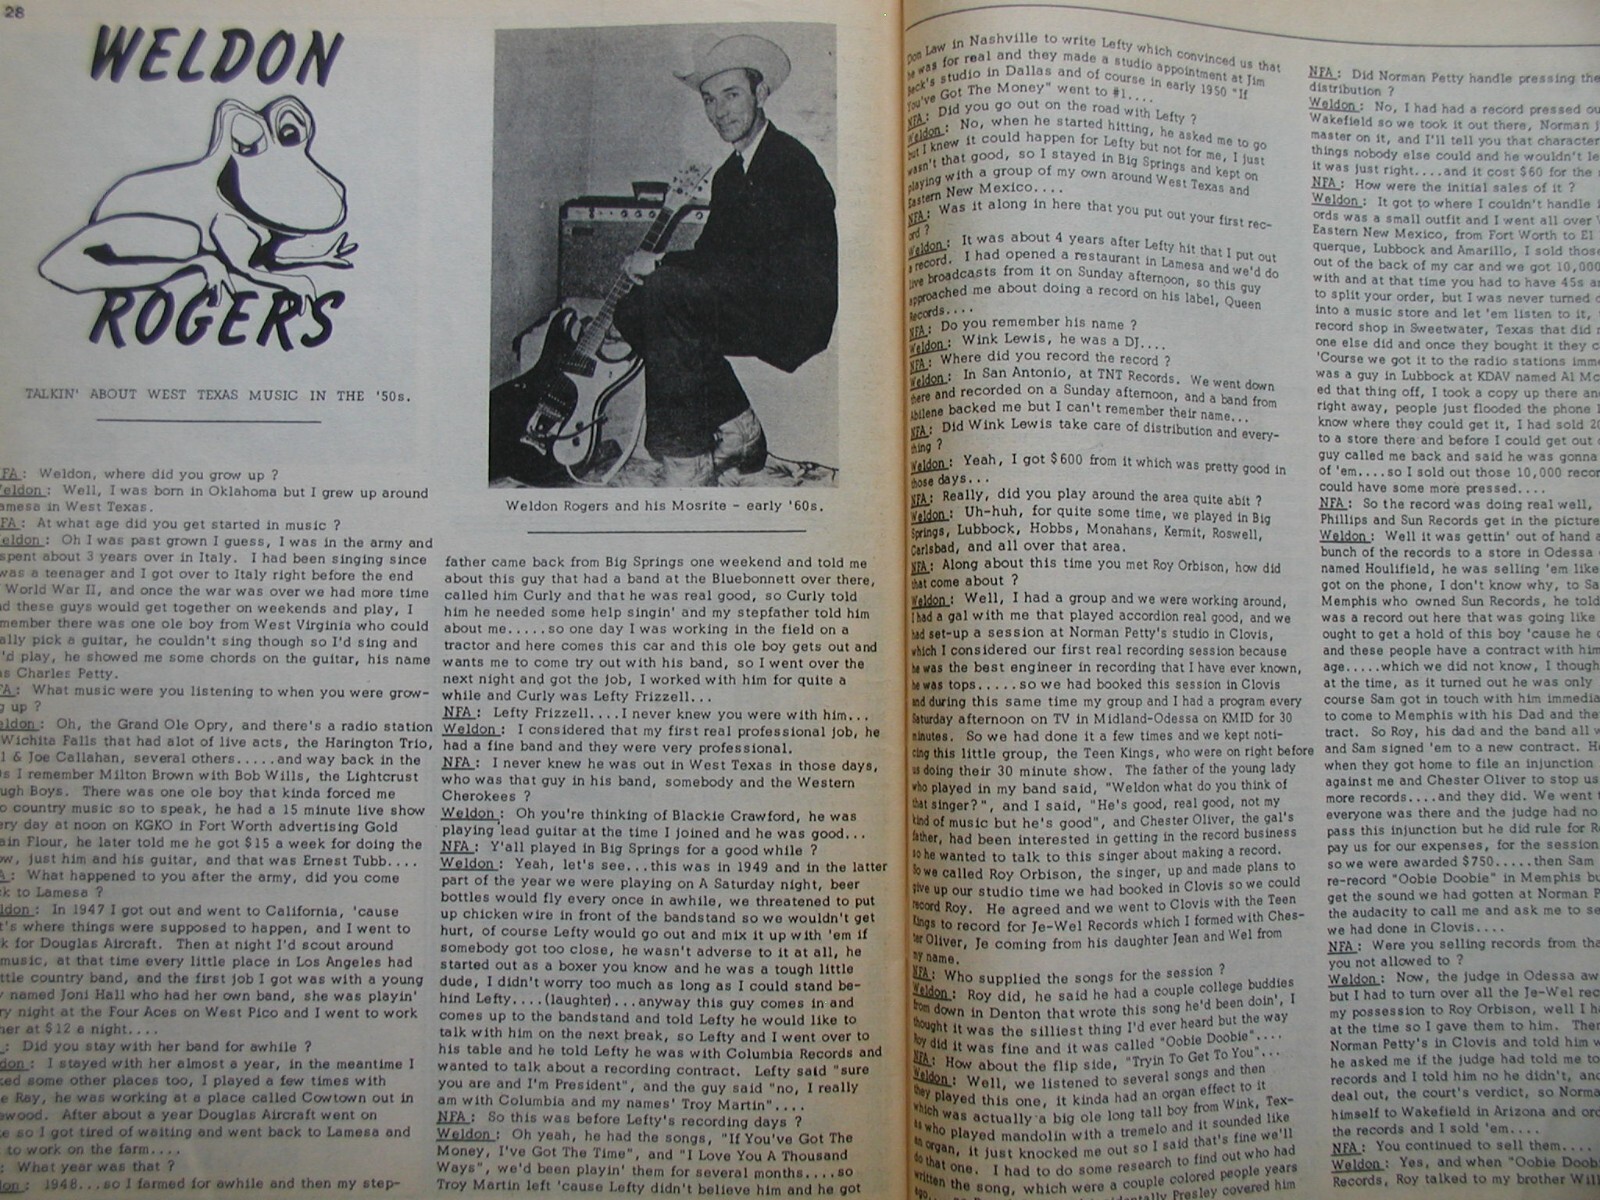 28
WELDON
ROGERS
TALKIN' ABOUT WEST TEXAS MUSIC IN THE '50s.
FA : Weldon, where did you grow up ?
eldon : Well, I was born in Oklahoma but I grew up around
amesa in West Texas.
FA : At what age did you get started in music ?
eldon : Oh I was past grown I guess, I was in the army and
spent about 3 years over in Italy. I had been singing since
was a teenager and I got over to Italy right before the end
World War II, and once the war was over we had more time
d these guys would get together on weekends and play, I
member there was one ole boy from West Virginia who could
ally pick a guitar, he couldn't sing though so I'd sing and
'd play, he showed me some chords on the guitar, his name
as Charles Petty.
FA : What music were you listening to when you were grow-
g up ?
eldon : Oh, the Grand Ole Opry, and there's a radio station
Wichita Falls that had alot of live acts, the Harington Trio,
l & Joe Callahan, several others.....and way back in the
s I remember Milton Brown with Bob Wills, the Lightcrust
ugh Boys. There was one ole boy that kinda forced me
o country music so to speak, he had a 15 minute live show
ery day at noon on KGKO in Fort Worth advertising Gold
ain Flour, he later told me he got $15 a week for doing the
ow, just him and his guitar, and that was Ernest Tubb....
A : What happened to you after the army, did you come
ck to Lamesa ?
ldon : In 1947 I got out and went to California, 'cause
t's where things were supposed to happen, and I went to
k for Douglas Aircraft. Then at night I'd scout around
music, at that time every little place in Los Angeles had
ttle country band, and the first job I got was with a young
y named Joni Hall who had her own band, she was playin'
ry night at the Four Aces on West Pico and I went to work
her at $12 a night....
: Did you stay with her band for awhile ?
don : I stayed with her almost a year, in the meantime I
ked some other places too, I played a few times with
e Ray, he was working at a place called Cowtown out in
ewood. After about a year Douglas Aircraft went on
ke so I got tired of waiting and went back to Lamesa and
to work on the farm....
: What year was that ?
don : 1948...so I farmed for awhile and then my step-
Weldon Rogers and his Mosrite - early '60s.
father came back from Big Springs one weekend and told me
about this guy that had a band at the Bluebonnett over there,
called him Curly and that he was real good, so Curly told
him he needed some help singin' and my stepfather told him
about me.....so one day I was working in the field on a
tractor and here comes this car and this ole boy gets out and
wants me to come try out with his band, so I went over the
next night and got the job, I worked with him for quite a
while and Curly was Lefty Frizzell...
NFA : Lefty Frizzell....I never knew you were with him...
Weldon : I considered that my first real professional job, he
had a fine band and they were very professional.
NFA : I never knew he was out in West Texas in those days,
who was that guy in his band, somebody and the Western
Cherokees ?
Weldon : Oh you're thinking of Blackie Crawford, he was
playing lead guitar at the time I joined and he was good...
NFA : Y'all played in Big Springs for a good while ?
Weldon : Yeah, let's see...this was 1949 and in the latter
part of the year we were playing on A Saturday night, beer
bottles would fly every once in awhile, we threatened to put
up chicken wire in front of the bandstand so we wouldn't get
hurt, of course Lefty would go out and mix it up with 'em if
somebody got too close, he wasn't adverse to it at all, he
started out as a boxer you know and he was a tough little
dude, I didn't worry too much as long as I could stand be-
hind Lefty....(laughter)...anyway this guy comes in and
comes up to the bandstand and told Lefty he would like to
talk with him on the next break, so Lefty and I went over to
his table and he told Lefty he was with Columbia Records and
wanted to talk about a recording contract. Lefty said "sure
you are and I'm President", and the guy said "no, I really
am with Columbia and my names' Troy Martin"....
NFA : So this was before Lefty's recording days ?
Weldon : Oh yeah, he had the songs, "If You've Got The
Money, I've Got The Time", and "I Love You A Thousand
Ways", we'd been playin' them for several months....so
Troy Martin left 'cause Lefty didn't believe him and he got
Don Law in Nashville to write Lefty which convinced us that
he was for real and they made a studio appointment at Jim
Beck's studio in Dallas and of course in early 1950 "If
You've Got The Money" went to #1....
NFA : Did you go out on the road with Lefty ?
Weldon : No, when he started hitting, he asked me to go
but I knew it could happen for Lefty but not for me, I just
wasn't that good, so I stayed in Big Springs and kept on
playing with a group of my own around West Texas and
Eastern New Mexico....
NFA : Was it along in here that you put out your first rec-
ord ?
Weldon : It was about 4 years after Lefty hit that I put out
a record. I had opened a restaurant in Lamesa and we'd do
live broadcasts from it on Sunday afternoon, so this guy
approached me about doing a record on his label, Queen
Records....
NFA : Do you remember his name ?
Weldon : Wink Lewis, he was a DJ....
NFA : Where did you record the record ?
Weldon : In San Antonio, at TNT Records. We went down
there and recorded on a Sunday afternoon, and a band from
Abilene backed me but I can't remember their name...
NFA : Did Wink Lewis take care of distribution and every-
thing ?
Weldon : Yeah, I got $600 from it which was pretty good in
those days...
NFA : Really, did you play around the area quite abit ?
Weldon : Uh-huh, for quite some time, we played in Big
Springs, Lubbock, Hobbs, Monahans, Kermit, Roswell,
Carlsbad, and all over that area.
NFA : Along about this time you met Roy Orbison, how did
that come about ?
Weldon : Well, I had a group and we were working around,
I had a gal with me that played accordion real good, and we
had set-up a session at Norman Petty's studio in Clovis,
which I considered our first real recording session because
he was the best engineer in recording that I have ever known,
he was tops.....so we had booked this session in Clovis
and during this same time my group and I had a program every
Saturday afternoon on TV in Midland-Odessa on KMID for 30
minutes. So we had done it a few times and we kept noti-
cing this little group, the Teen Kings, who were on right before
us doing their 30 minute show. The father of the young lady
who played in my band said, "Weldon what do you think of
that singer?", and I said, "He's good, real good, not my
kind of music but he's good", and Chester Oliver, the gal's
father, had been interested in getting in the record business
so he wanted to talk to this singer about making a record.
So we called Roy Orbison, the singer, up and made plans to
give up our studio time we had booked in Clovis so we could
record Roy. He agreed and we went to Clovis with the Teen
Kings to record for Je-Wel Records which I formed with Ches-
ter Oliver, Je coming from his daughter Jean and Wel from
my name.
NFA : Who supplied the songs for the session ?
Weldon : Roy did, he said he had a couple college buddies
from down in Denton that wrote this song he'd been doin', I
thought it was the silliest thing I'd ever heard but the way
Roy did it was fine and it was called "Oobie Doobie"....
NFA : How about the flip side, "Tryin To Get To You"...
Weldon : Well, we listened to several songs and then
they played this one, it kinda had an organ effect to it
which was actually a big ole long tall boy from Wink, Tex-
as who played mandolin with a tremelo and it sounded like
an organ, it just knocked me out so I said that's fine we'll
do that one. I had to do some research to find out who had
written the song, which were a colored people years
Presley covered him
NFA : Did Norman Petty handle pressing the
distribution ?
Weldon : No, I had had a record pressed ou
Wakefield so we took it out there, Norman j
master on it, and I'll tell you that character
things nobody else could and he wouldn't le
it was just right....and it cost $60 for the
NFA : How were the initial sales of it ?
Weldon : It got to where I couldn't handle i
ords was a small outfit and I went all over
Eastern New Mexico, from Fort Worth to El
querque, Lubbock and Amarillo, I sold those
out of the back of my car and we got 10,000
with and at that time you had to have 45s a
to split your order, but I was never turned
into a music store and let 'em listen to it,
record shop in Sweetwater, Texas that did
one else did and once they bought it they c
'Course we got it to the radio stations imme
was a guy in Lubbock at KDAV named Al Mc
ed that thing off, I took a copy up there an
right away, people just flooded the phone l
know where they could get it, I had sold 20
to a store there and before I could get out
guy called me back and said he was gonna
of 'em....so I sold out those 10,000 recor
could have some more pressed....
NFA : So the record was doing real well,
Phillips and Sun Records get in the picture
Weldon : Well it was gettin' out of hand a
bunch of the records to a store in Odessa
named Houlifield, he was selling 'em like
got on the phone, I don't know why, to Sa
Memphis who owned Sun Records, he told
was a record out here that was going like
ought to get a hold of this boy 'cause he
and these people have a contract with him
age.....which we did not know, I though
at the time, as it turned out he was only
course Sam got in touch with him immedia
to come to Memphis with his Dad and the
tract. So Roy, his dad and the band all w
and Sam signed 'em to a new contract. H
when they got home to file an injunction
against me and Chester Oliver to stop us
more records....and they did. We went t
everyone was there and the judge had no
pass this injunction but he did rule for R
pay us for our expenses, for the session
so we were awarded $750.....then Sam
re-record "Oobie Doobie" in Memphis bu
get the sound we had gotten at Norman P
the audacity to call me and ask me to se
we had done in Clovis....
NFA : Were you selling records from tha
you not allowed to ?
Weldon : Now, the judge in Odessa aw
but I had to turn over all the Je-Wel rec
my possession to Roy Orbison, well I h
at the time so I gave them to him. Ther
Norman Petty's in Clovis and told him w
he asked me if the judge had told me to
records and I told him no he didn't, and
deal out, the court's verdict, so Norma
himself to Wakefield in Arizona and orc
the records and I sold 'em....
NFA : You continued to sell them....
Weldon : Yes, and when "Oobie Doobi
Records, Roy talked to my brother Will